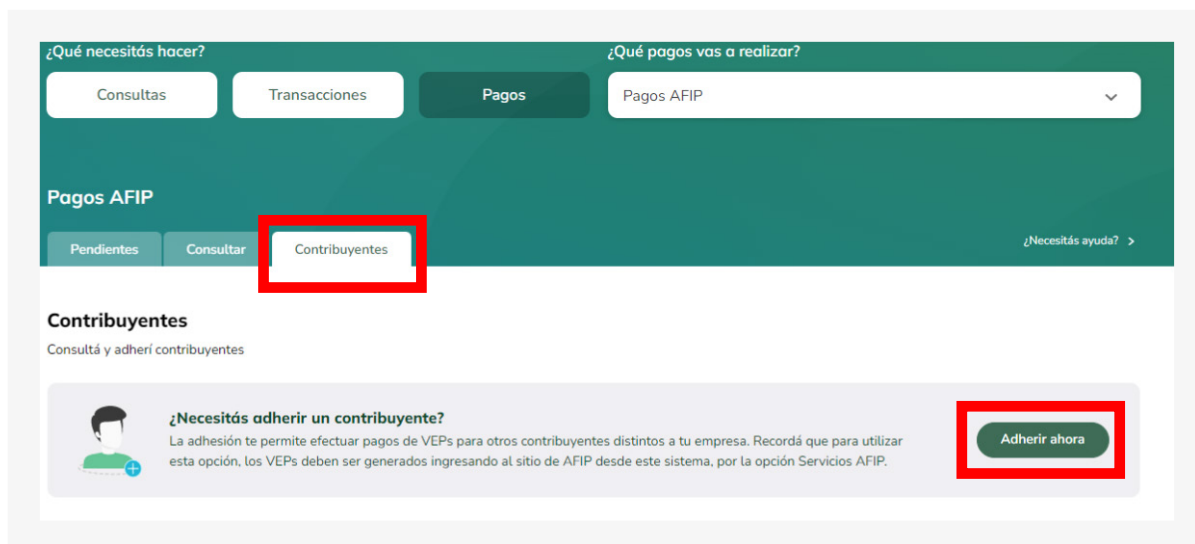 ¿Qué necesitás hacer?
¿Qué pagos vas a realizar?
Consultas
Transacciones
Pagos
Pagos AFIP
Pagos AFIP
Pendientes
Consultar
Contribuyentes
¿Necesitás ayuda? >
Contribuyentes
Consultá y adherí contribuyentes
¿Necesitás adherir un contribuyente?
La adhesión te permite efectuar pagos de VEPs para otros contribuyentes distintos a tu empresa. Recordá que para utilizar
esta opción, los VEPs deben ser generados ingresando al sitio de AFIP desde este sistema, por la opción Servicios AFIP.
Adherir ahora